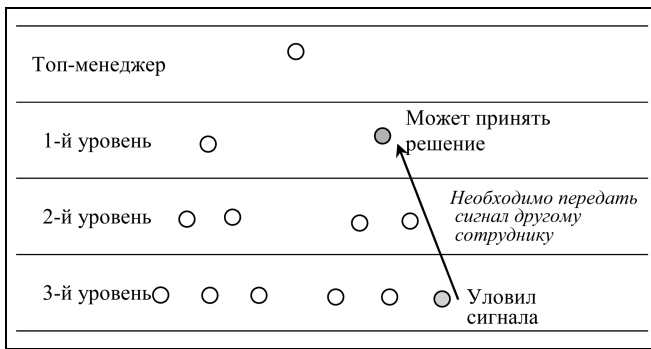 Топ-менеджер
Может принять
решение
1-й уровень
Необходимо передать
сигнал другому
сотруднику
2-й уровень
3-й уровень
Уловил
сигнала